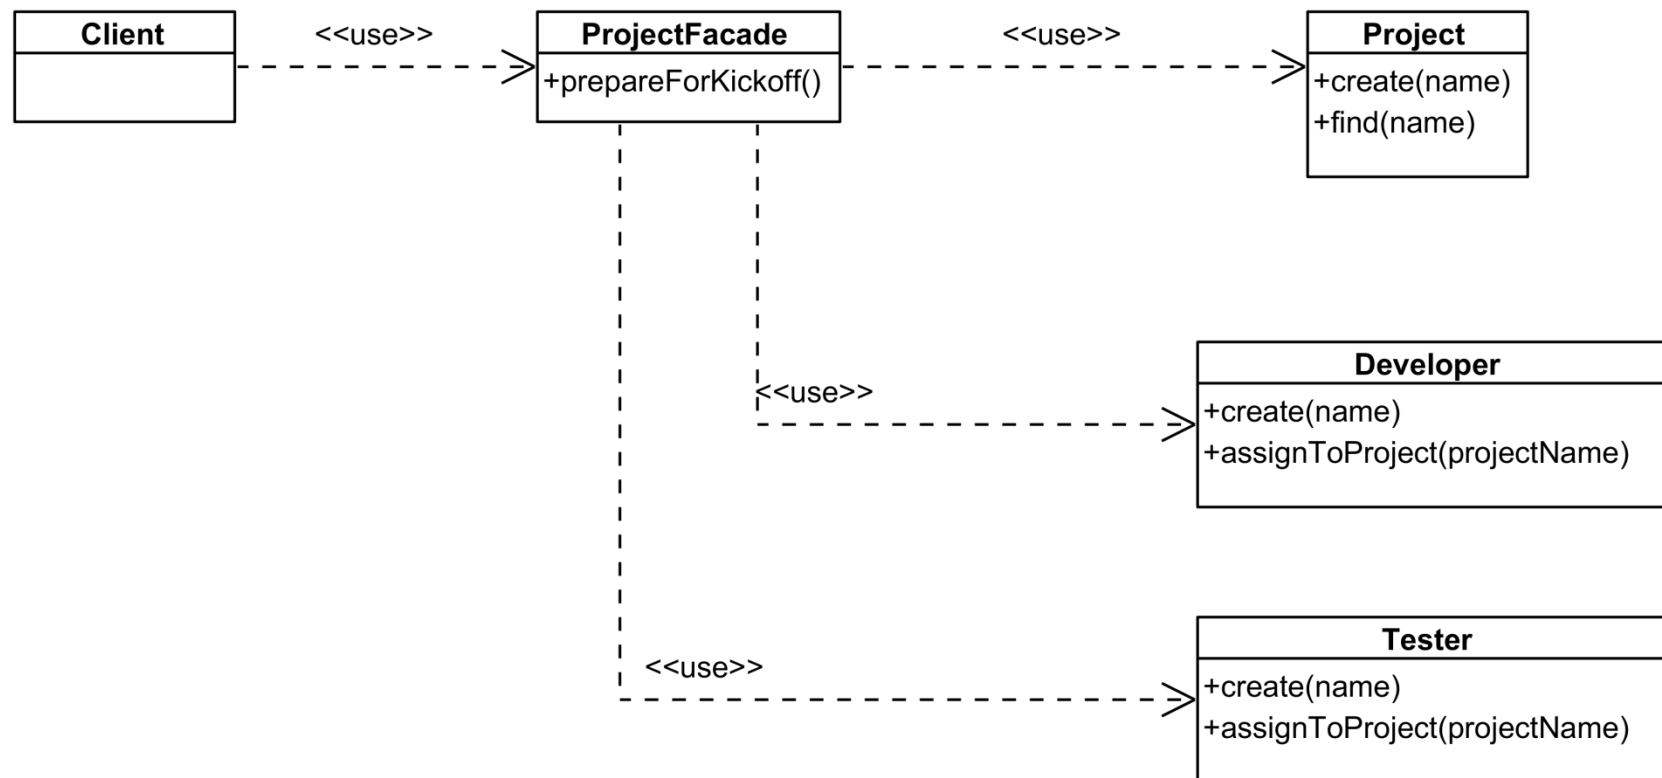 Client
<<use>>
ProjectFacade
+prepareForKickoff()
<<use>>
Project
+create(name)
+find(name)
<<use>>
Developer
+create(name)
+assignToProject(projectName)
<<use>>
Tester
+create(name)
+assignToProject(projectName)